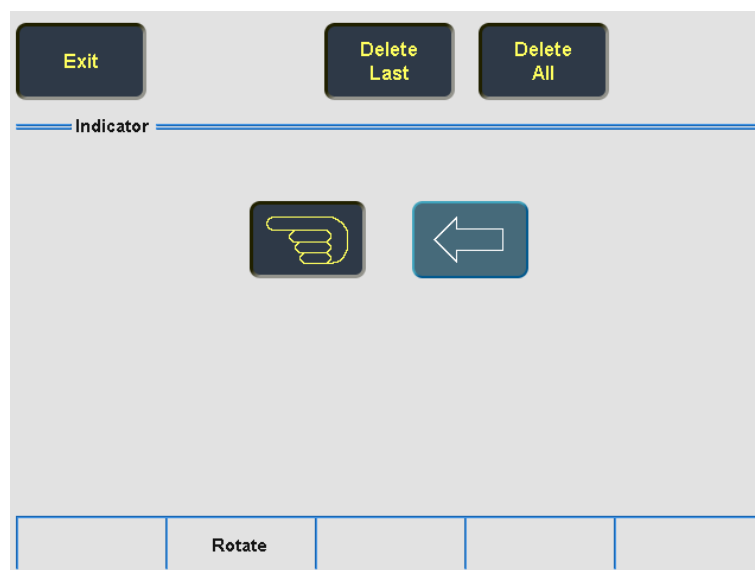 Exit
Delete
Last
Delete
All
Indicator
Rotate